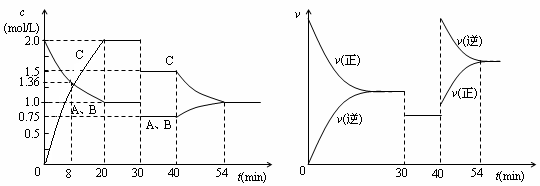 c
(mol/L)
2.0
C
1.5
C
1.36
1.0
A、B
0.75
A、B
0.5
0
8
20
30
40
54
t(min)
v
v(正)
v(逆)
v(逆)
v(正)
0
30
40
54
t(min)